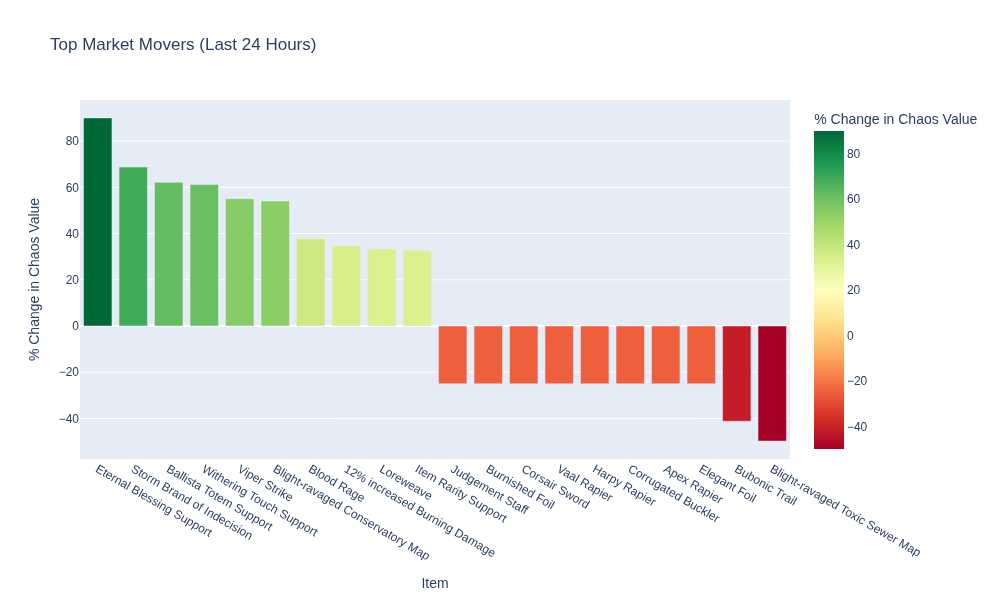 Top Market Movers (Last 24 Hours)
% Change in Chaos Value
80
60
40
20
0
−20
−40
% Change in Chaos Value
80
60
40
20
0
−20
−40
Eternal Blessing Support
Storm Brand of Indecision
Ballista Totem Support
Withering Touch Support
Viper Strike
Blight-ravaged Conservatory Map
Blood Rage
12% increased Burning Damage
Loreweave
Item Rarity Support
Judgement Staff
Burnished Foil
Corsair Sword
Vaal Rapier
Harpy Rapier
Corrugated Buckler
Apex Rapier
Elegant Foil
Bubonic Trail
Blight-ravaged Toxic Sewer Map
Item